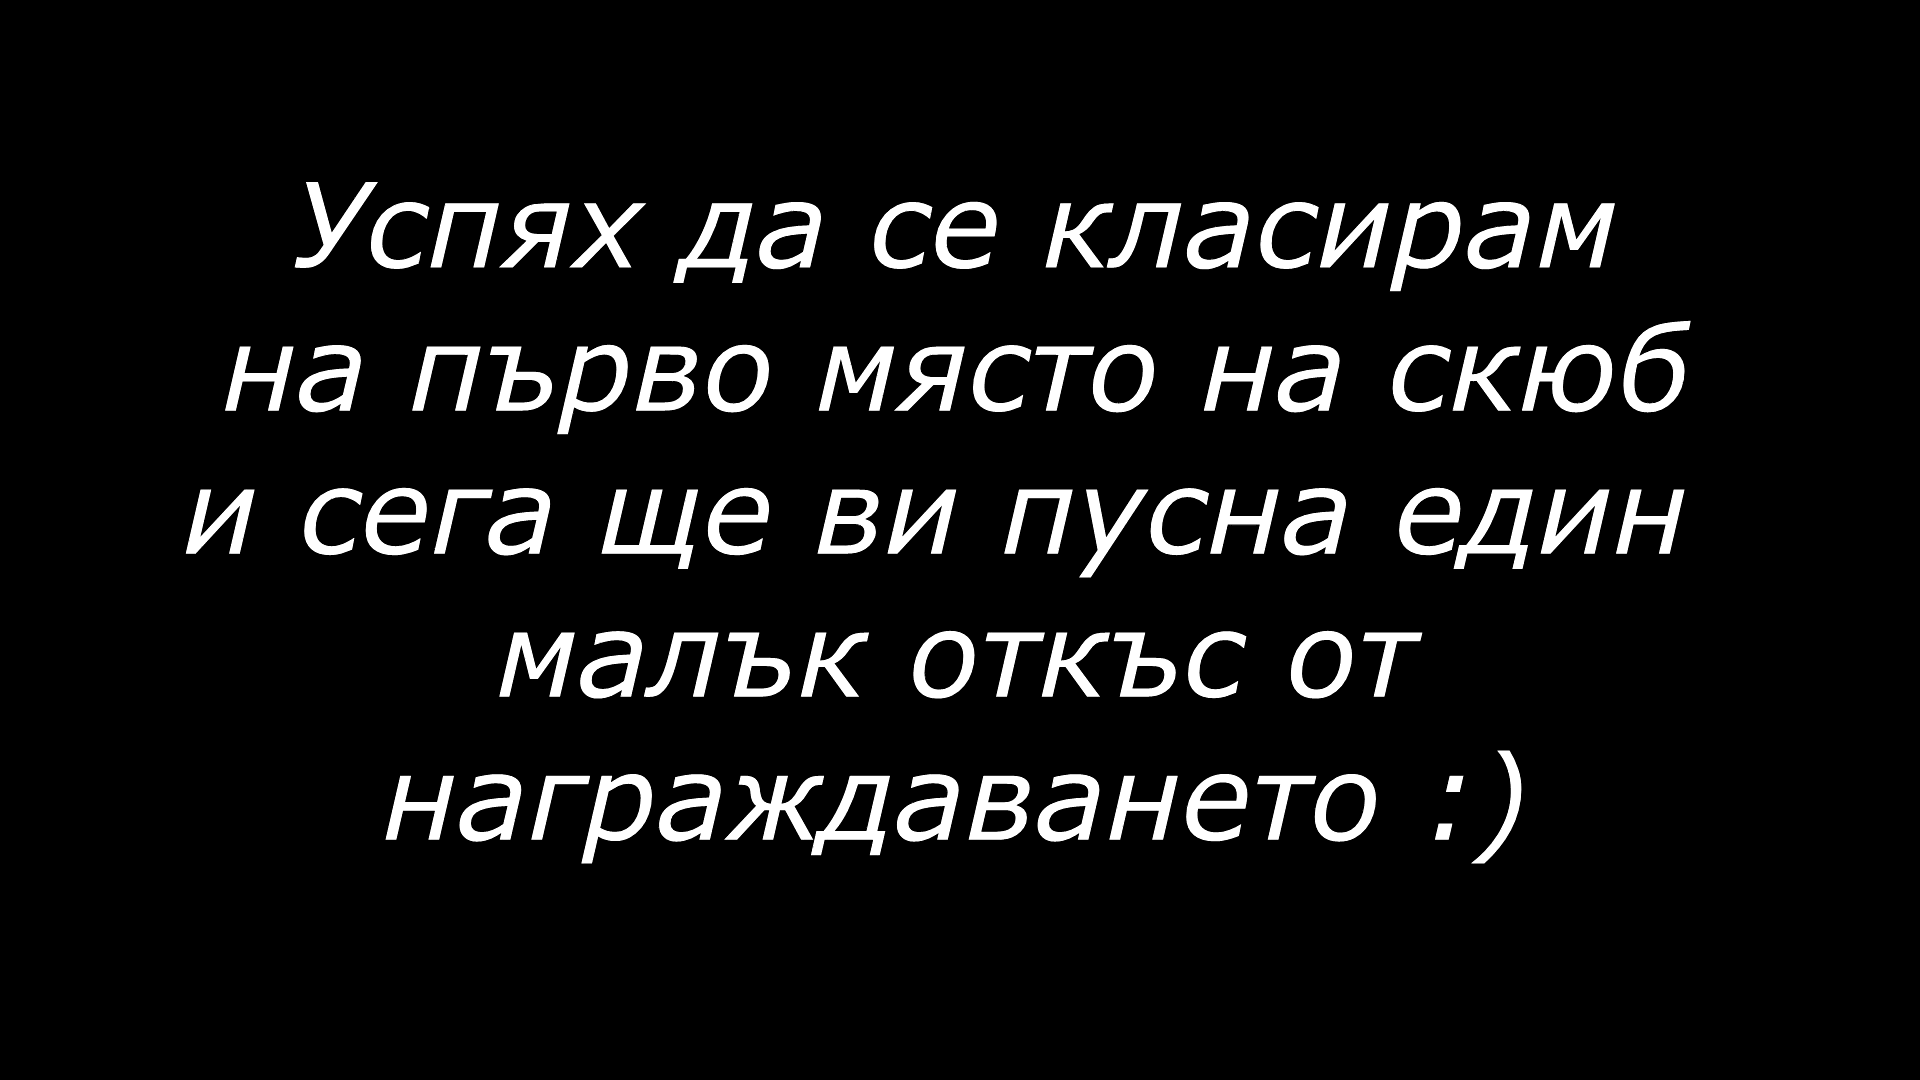 Успях да се класирам
на първо място на скюб
и сега ще ви пусна един
малък откъс от
награждаването :)